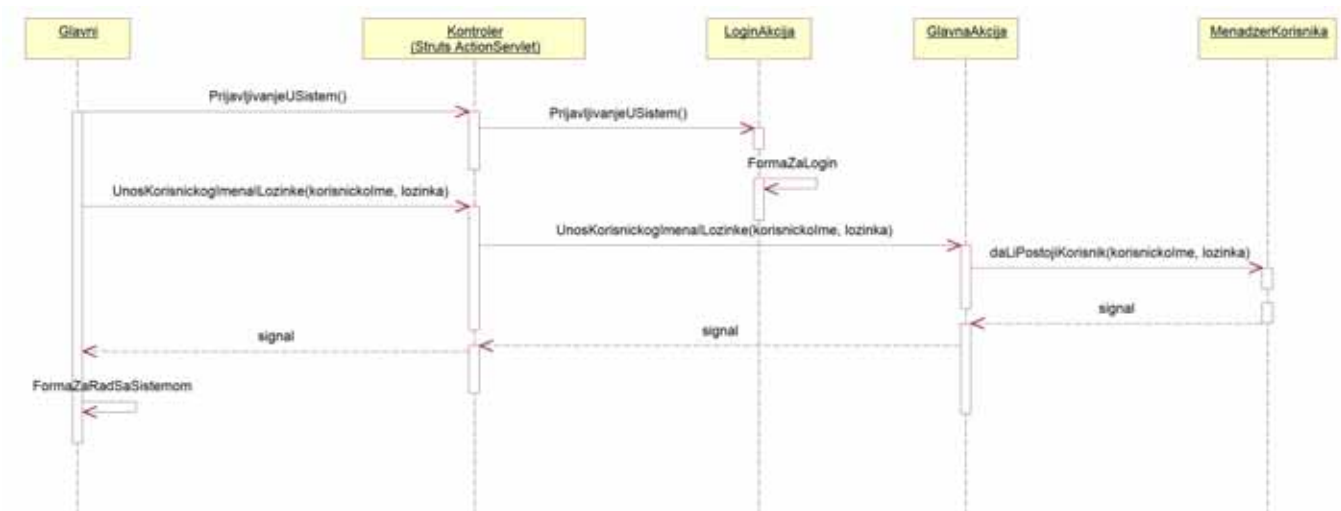 Glavni
Kontroler
(Struts ActionServlet)
LoginAkcija
GlavnaAkcija
MenadzerKorisnika
PrijavljivanjeUSistem()
PrijavljivanjeUSistem()
FormaZaLogin
UnosKorisnickogImenaILozinke(korisnickoIme, lozinka)
UnosKorisnickogImenaILozinke(korisnickoIme, lozinka)
daLiPostojiKorisnik(korisnickoIme, lozinka)
signal
signal
signal
FormaZaRadSaSistemom